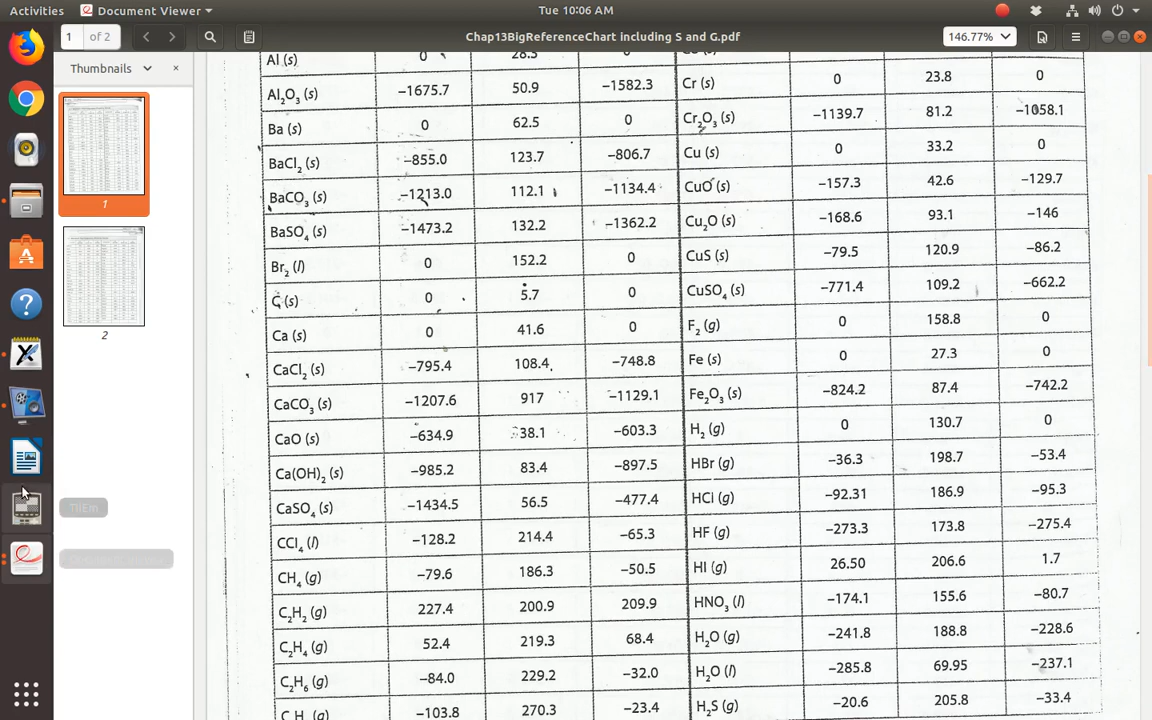 Activities Document Viewer Tue 10:06 AM
1 of 2 Chap13BigReferenceChart including S and G.pdf 146.77%
Thumbnails ×
1
2
TilEm
Al (s) 0 28.3
Al2O3 (s) −1675.7 50.9 −1582.3
Ba (s) 0 62.5 0
BaCl2 (s) −855.0 123.7 −806.7
BaCO3 (s) −1213.0 112.1 −1134.4
BaSO4 (s) −1473.2 132.2 −1362.2
Br2 (l) 0 152.2 0
C (s) 0 5.7 0
Ca (s) 0 41.6 0
CaCl2 (s) −795.4 108.4 −748.8
CaCO3 (s) −1207.6 917 −1129.1
CaO (s) −634.9 38.1 −603.3
Ca(OH)2 (s) −985.2 83.4 −897.5
CaSO4 (s) −1434.5 56.5 −477.4
CCl4 (l) −128.2 214.4 −65.3
CH4 (g) −79.6 186.3 −50.5
C2H2 (g) 227.4 200.9 209.9
C2H4 (g) 52.4 219.3 68.4
C2H6 (g) −84.0 229.2 −32.0
−103.8 270.3 −23.4
Cr (s) 0 23.8 0
Cr2O3 (s) −1139.7 81.2 −1058.1
Cu (s) 0 33.2 0
CuO (s) −157.3 42.6 −129.7
Cu2O (s) −168.6 93.1 −146
CuS (s) −79.5 120.9 −86.2
CuSO4 (s) −771.4 109.2 −662.2
F2 (g) 0 158.8 0
Fe (s) 0 27.3 0
Fe2O3 (s) −824.2 87.4 −742.2
H2 (g) 0 130.7 0
HBr (g) −36.3 198.7 −53.4
HCl (g) −92.31 186.9 −95.3
HF (g) −273.3 173.8 −275.4
HI (g) 26.50 206.6 1.7
HNO3 (l) −174.1 155.6 −80.7
H2O (g) −241.8 188.8 −228.6
H2O (l) −285.8 69.95 −237.1
H2S (g) −20.6 205.8 −33.4